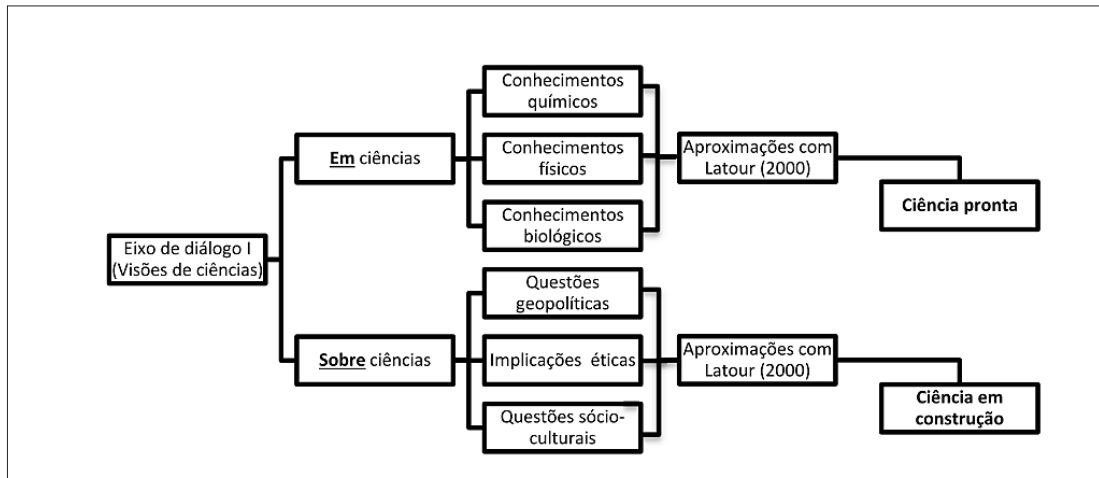 Eixo de diálogo I
(Visões de ciências)
Em ciências
Conhecimentos
químicos
Conhecimentos
físicos
Conhecimentos
biológicos
Aproximações com
Latour (2000)
Ciência pronta
Sobre ciências
Questões
geopolíticas
Implicações éticas
Questões sócio-
culturais
Aproximações com
Latour (2000)
Ciência em
construção